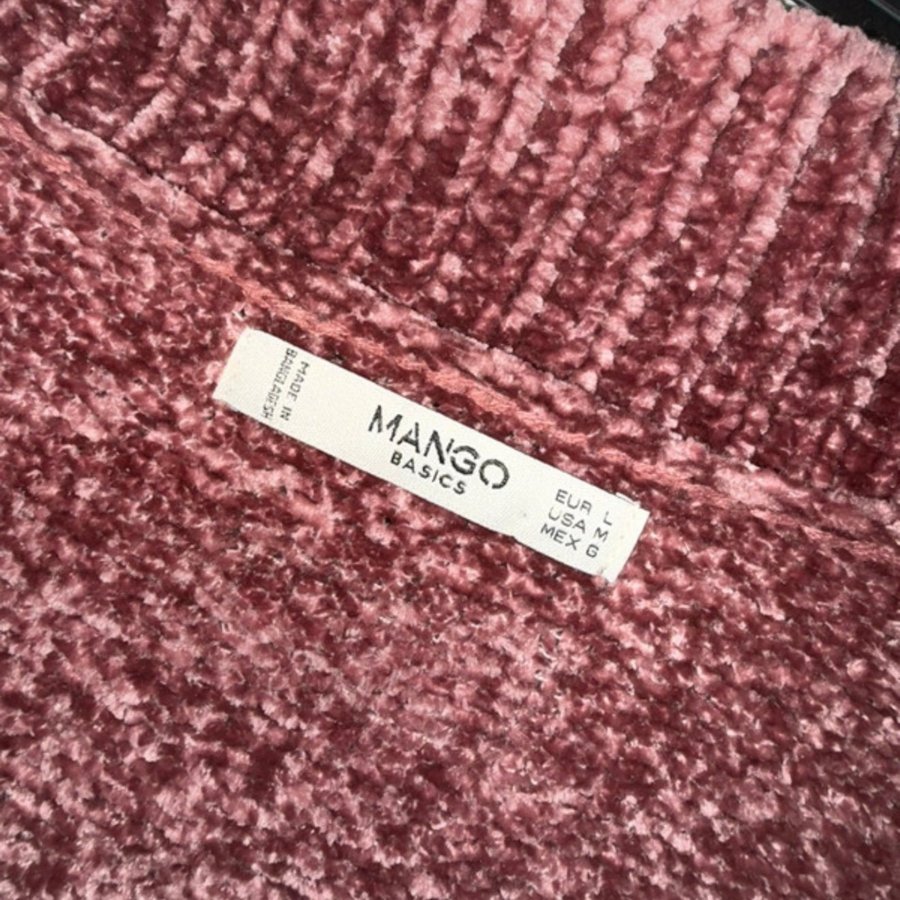 MADE IN
BANGLADESH
MANGO
BASICS
EUR L
USA M
MEX G